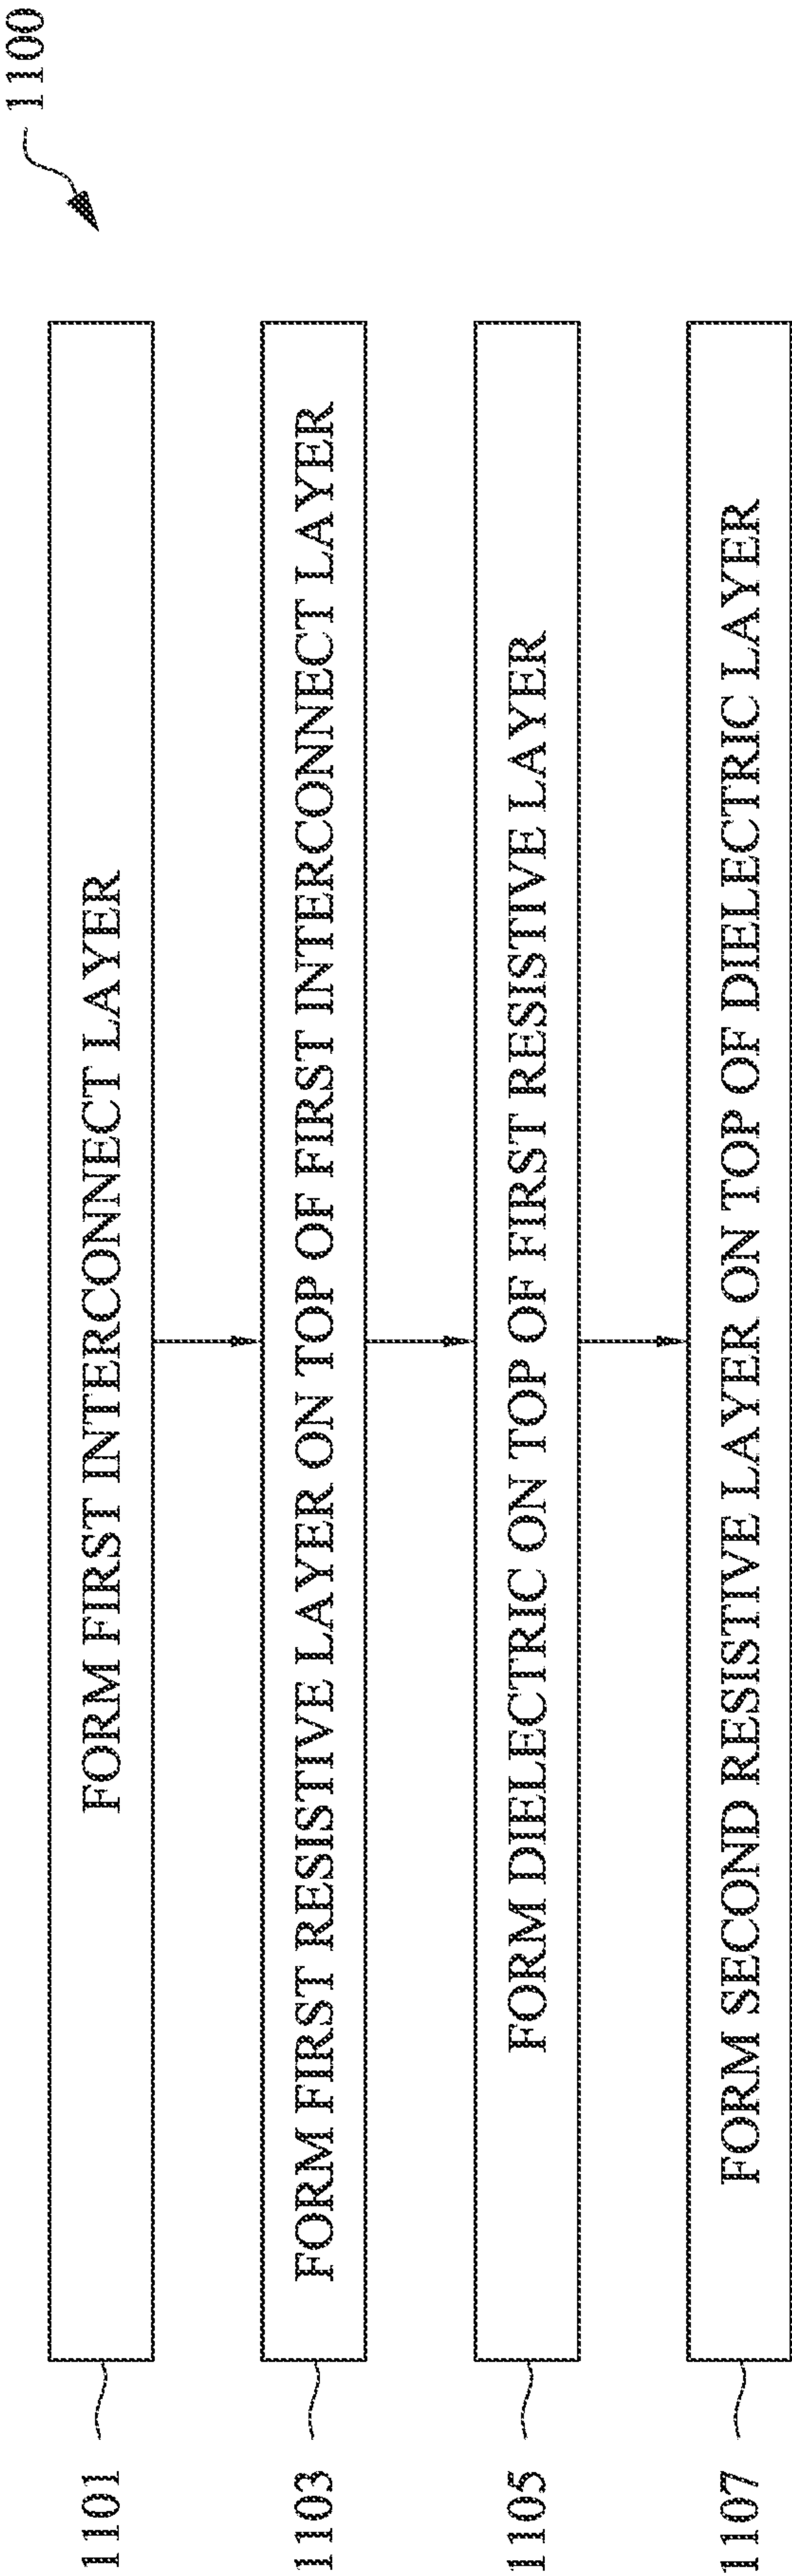 1100
1101
FORM FIRST INTERCONNECT LAYER
1103
FORM FIRST RESISTIVE LAYER ON TOP OF FIRST INTERCONNECT LAYER
1105
FORM DIELECTRIC ON TOP OF FIRST RESISTIVE LAYER
1107
FORM SECOND RESISTIVE LAYER ON TOP OF DIELECTRIC LAYER